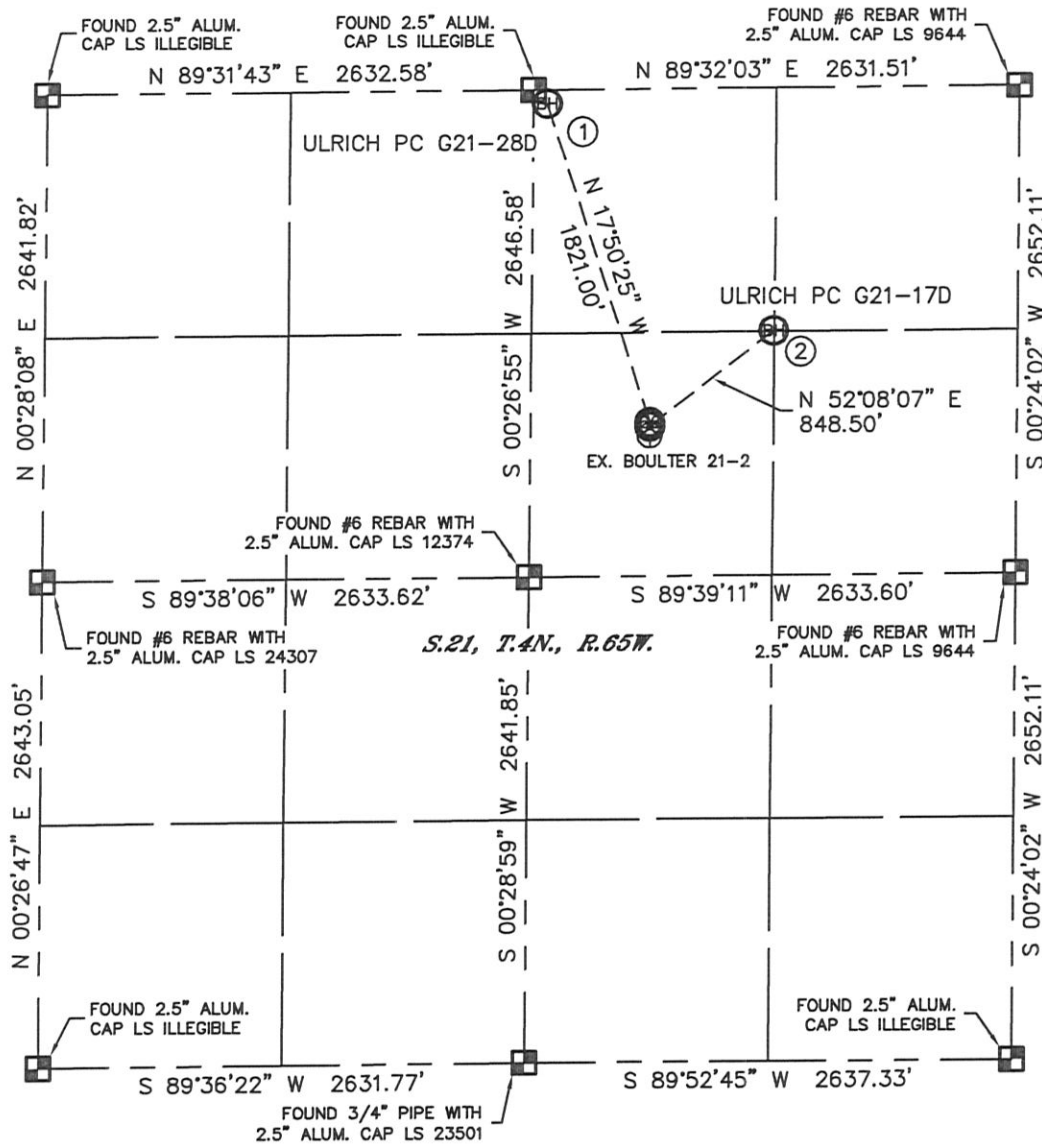 FOUND 2.5" ALUM.
CAP LS ILLEGIBLE
FOUND 2.5" ALUM.
CAP LS ILLEGIBLE
FOUND #6 REBAR WITH
2.5" ALUM. CAP LS 9644
N 89°31'43" E 2632.58'
N 89°32'03" E 2631.51'
BH
1
ULRICH PC G21-28D
N 00°28'08" E 2641.82'
S 00°26'55" W 2646.58'
N 17°50'25" W
1821.00'
S 00°24'02" W 2652.11'
ULRICH PC G21-17D
BH
2
N 52°08'07" E
848.50'
EX. BOULTER 21-2
FOUND #6 REBAR WITH
2.5" ALUM. CAP LS 12374
S 89°38'06" W 2633.62'
S 89°39'11" W 2633.60'
FOUND #6 REBAR WITH
2.5" ALUM. CAP LS 24307
S.21, T.4N., R.65W.
FOUND #6 REBAR WITH
2.5" ALUM. CAP LS 9644
N 00°26'47" E 2643.05'
S 00°28'59" W 2641.85'
S 00°24'02" W 2652.11'
FOUND 2.5" ALUM.
CAP LS ILLEGIBLE
FOUND 2.5" ALUM.
CAP LS ILLEGIBLE
S 89°36'22" W 2631.77'
S 89°52'45" W 2637.33'
FOUND 3/4" PIPE WITH
2.5" ALUM. CAP LS 23501